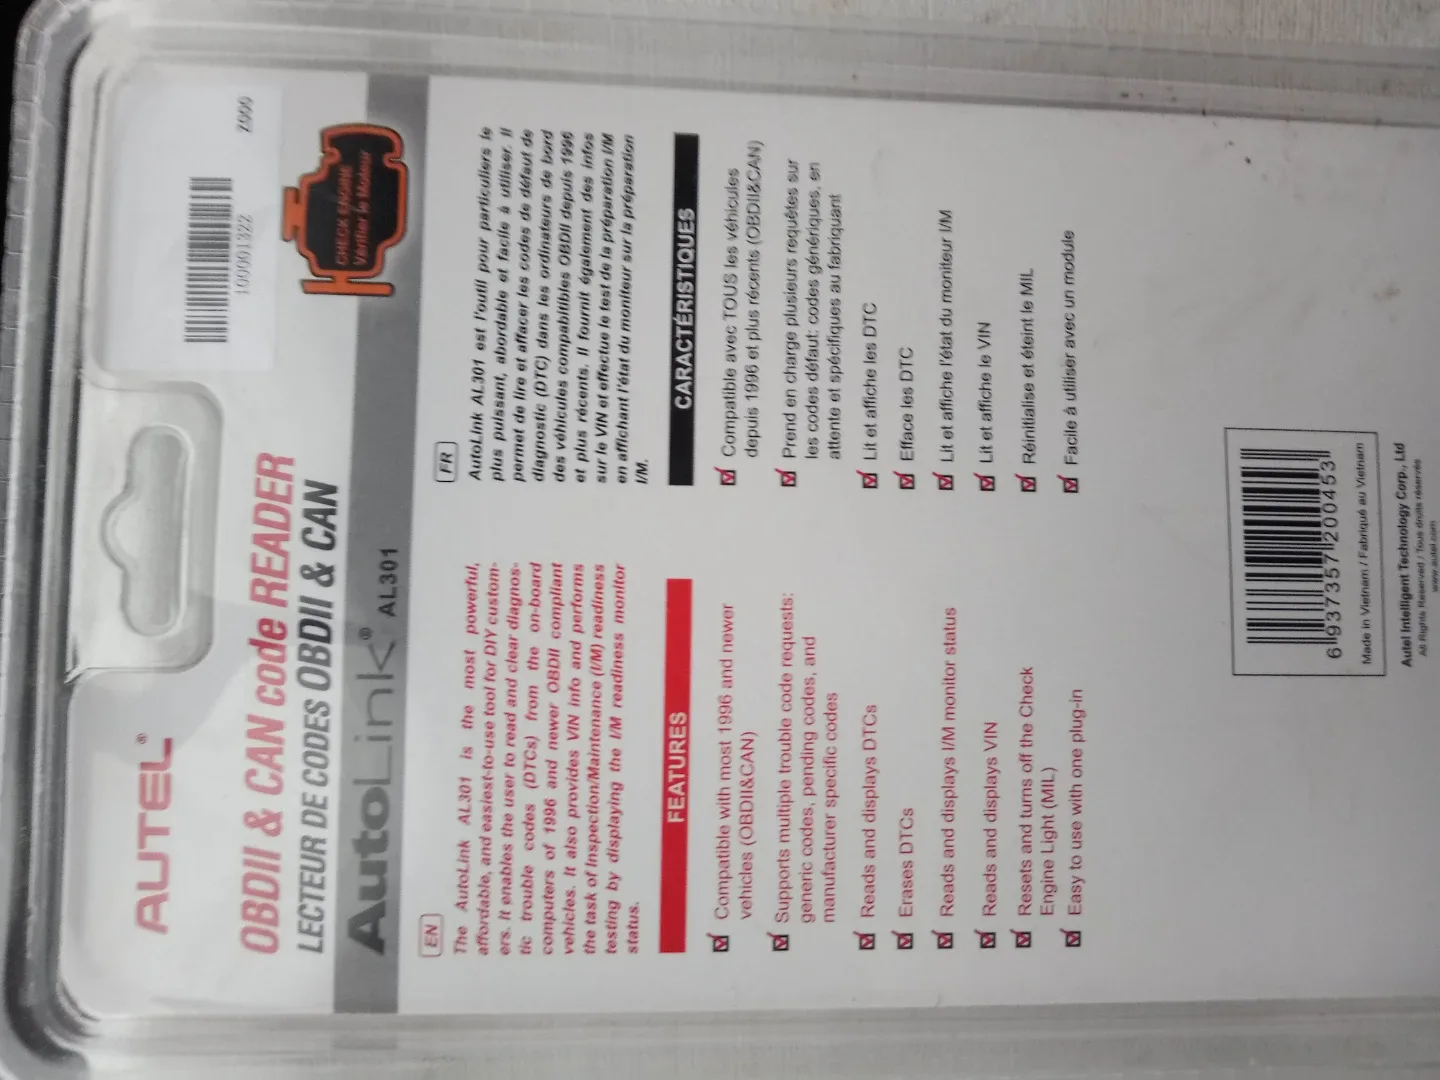 AUTEL®
2000
100001322
OBDII & CAN code READER
LECTEUR DE CODES OBDII & CAN
AutoLink® AL301
CHECK ENGINE
Vérifier le Moteur
EN
The AutoLink AL301 is the most powerful,
affordable, and easiest-to-use tool for DIY custom-
ers. It enables the user to read and clear diagnos-
tic trouble codes (DTCs) from the on-board
computers of 1996 and newer OBDII compliant
vehicles. It also provides VIN info and performs
the task of Inspection/Maintenance (I/M) readiness
testing by displaying the I/M readiness monitor
status.
FEATURES
Compatible with most 1996 and newer
vehicles (OBDII&CAN)
Supports multiple trouble code requests:
generic codes, pending codes, and
manufacturer specific codes
Reads and displays DTCs
Erases DTCs
Reads and displays I/M monitor status
Reads and displays VIN
Resets and turns off the Check
Engine Light (MIL)
Easy to use with one plug-in
FR
AutoLink AL301 est l'outil pour particuliers le
plus puissant, abordable et facile à utiliser. Il
permet de lire et affacer les codes de défaut de
diagnostic (DTC) dans les ordinateurs de bord
des véhicules compabitibles OBDII depuis 1996
et plus récents. Il fournit également des infos
sur le VIN et effectue le test de la préparation I/M
en affichant l'état du moniteur sur la préparation
I/M.
CARACTÉRISTIQUES
Compatible avec TOUS les véhicules
depuis 1996 et plus récents (OBDII&CAN)
Prend en charge plusieurs requêtes sur
les codes défaut: codes génériques, en
attente et spécifiques au fabriquant
Lit et affiche les DTC
Efface les DTC
Lit et affiche l'état du moniteur I/M
Lit et affiche le VIN
Réinitialise et éteint le MIL
Facile à utiliser avec un module
6 937357 200453
Made in Vietnam / Fabriqué au Vietnam
Autel Intelligent Technology Corp., Ltd
All Rights Reserved / Tous droits réservés
www.autel.com